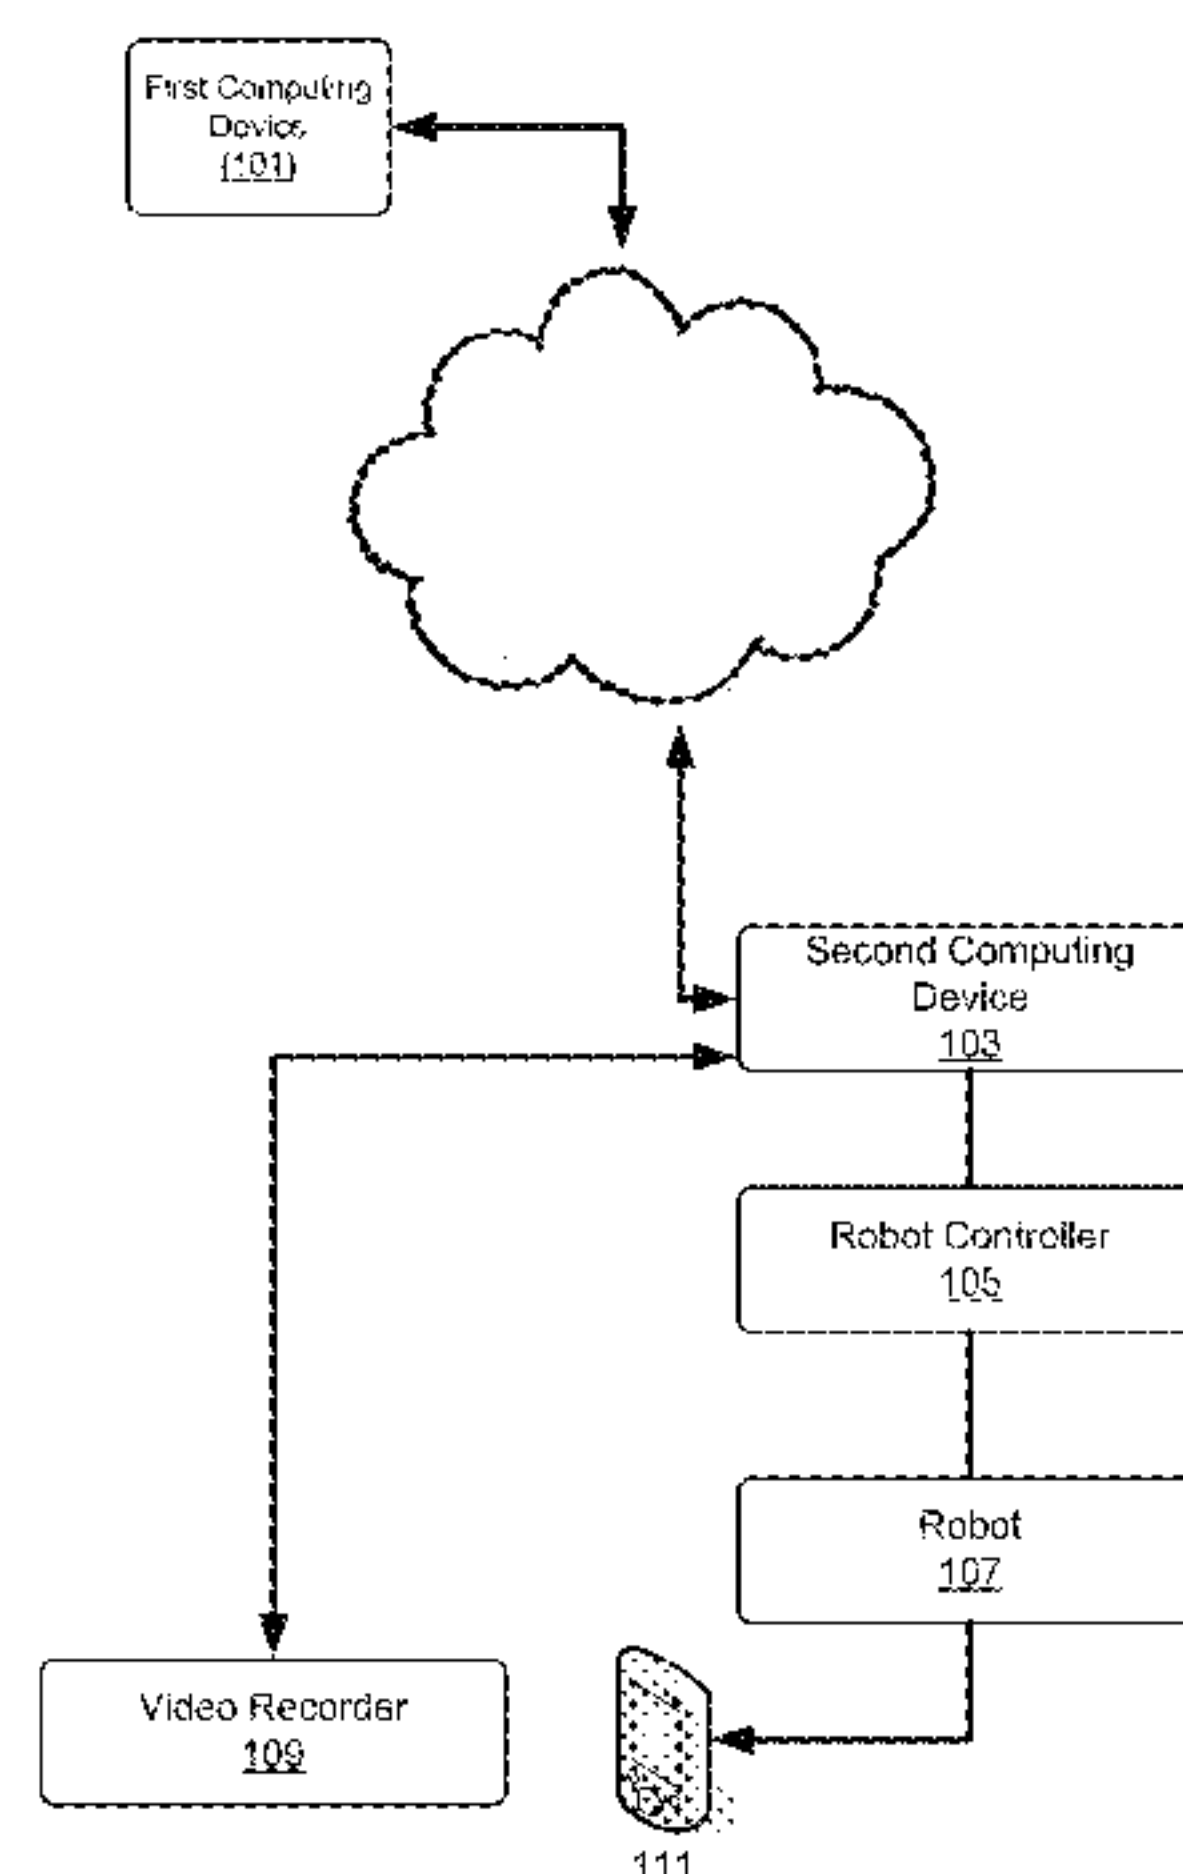 First Computing
Device
(101)
Second Computing
Device
103
Robot Controller
105
Robot
107
Video Recorder
109
111